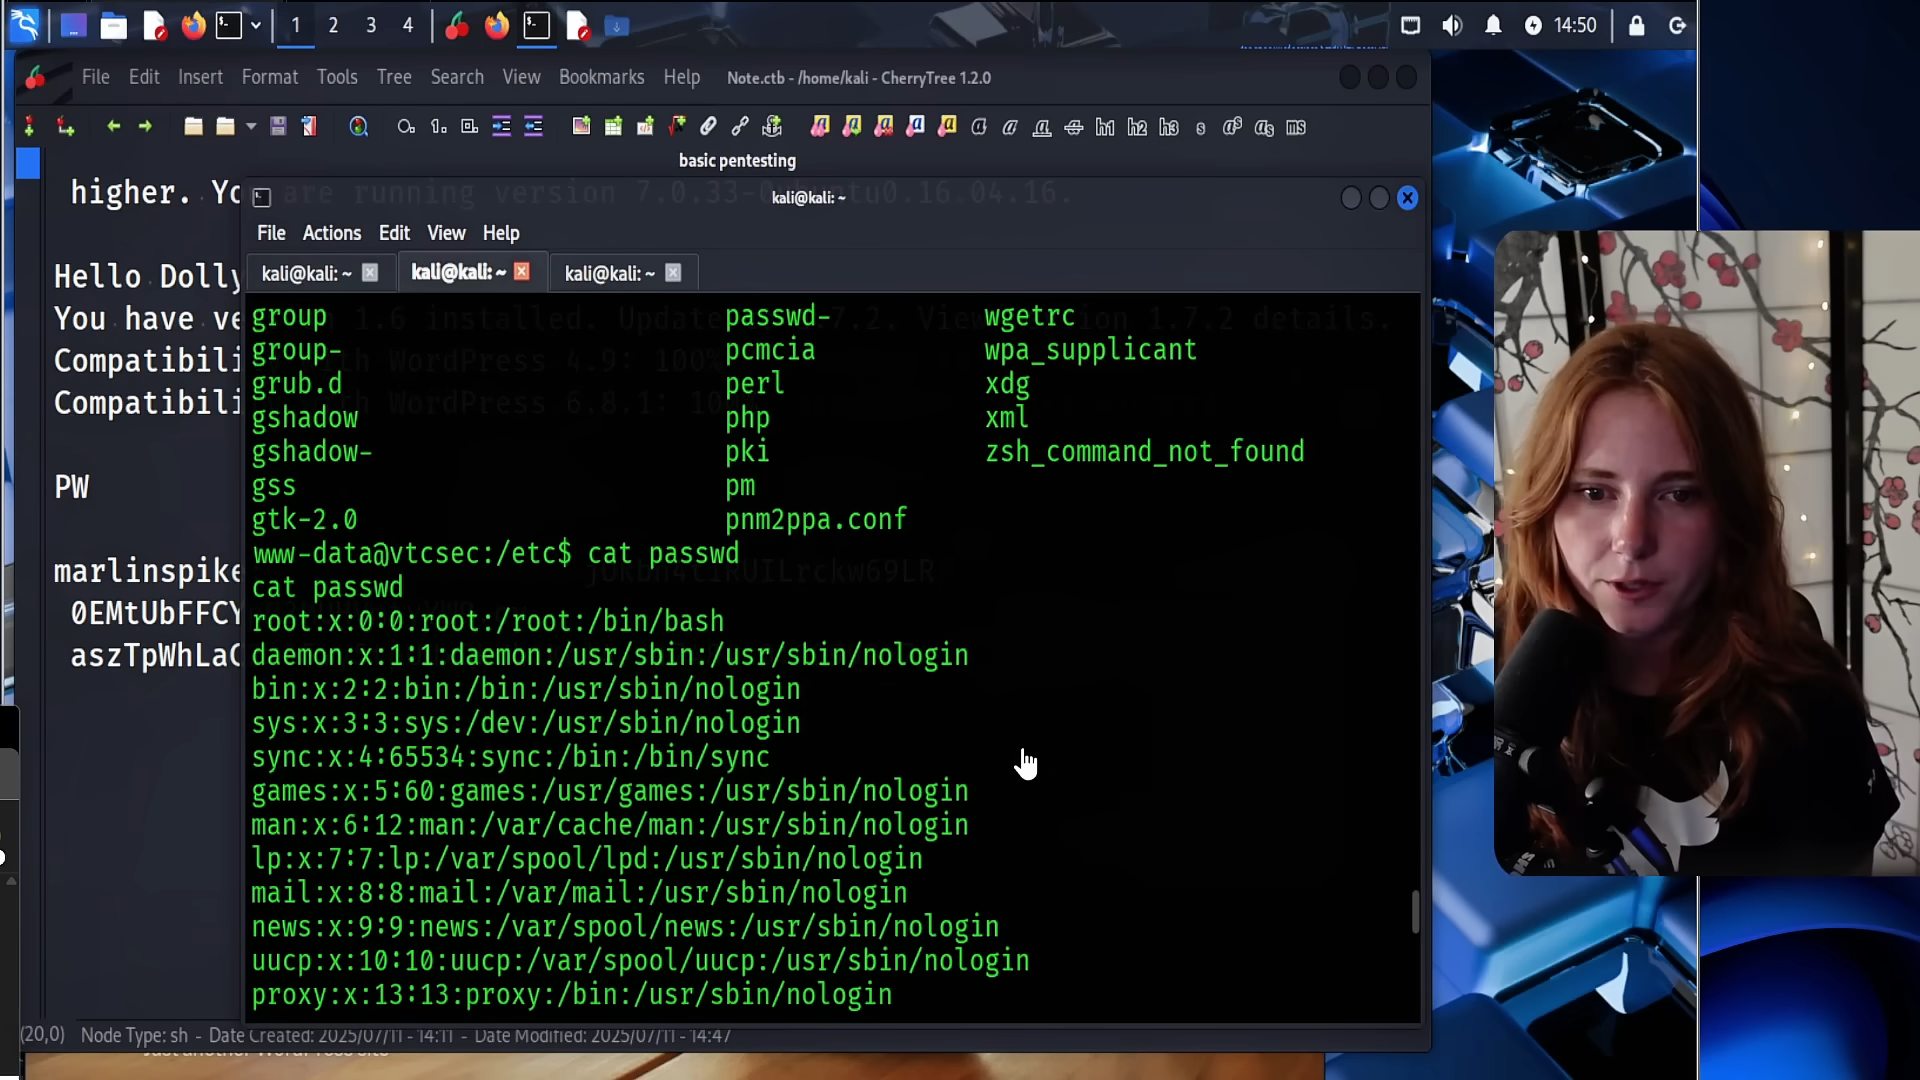 1 2 3 4 14:50
File Edit Insert Format Tools Tree Search View Bookmarks Help Note.ctb - /home/kali - CherryTree 1.2.0
h1 h2 h3 s ms
basic pentesting
higher. Yo are running version 7.0.33-0ubuntu0.16.04.16.
kali@kali: ~
File Actions Edit View Help
kali@kali: ~ kali@kali: ~ kali@kali: ~
Hello Dolly
You have ve 1.6 installed. Update 7.2. View version 1.7.2 details.
Compatibili with WordPress 4.9: 100%
Compatibili with WordPress 6.8.1: 10
PW
marlinspike
0EMtUbFFCY
aszTpWhLaC
group passwd- wgetrc
group- pcmcia wpa_supplicant
grub.d perl xdg
gshadow php xml
gshadow- pki zsh_command_not_found
gss pm
gtk-2.0 pnm2ppa.conf
www-data@vtcsec:/etc$ cat passwd
cat passwd
root:x:0:0:root:/root:/bin/bash
daemon:x:1:1:daemon:/usr/sbin:/usr/sbin/nologin
bin:x:2:2:bin:/bin:/usr/sbin/nologin
sys:x:3:3:sys:/dev:/usr/sbin/nologin
sync:x:4:65534:sync:/bin:/bin/sync
games:x:5:60:games:/usr/games:/usr/sbin/nologin
man:x:6:12:man:/var/cache/man:/usr/sbin/nologin
lp:x:7:7:lp:/var/spool/lpd:/usr/sbin/nologin
mail:x:8:8:mail:/var/mail:/usr/sbin/nologin
news:x:9:9:news:/var/spool/news:/usr/sbin/nologin
uucp:x:10:10:uucp:/var/spool/uucp:/usr/sbin/nologin
proxy:x:13:13:proxy:/bin:/usr/sbin/nologin
(20,0) Node Type: sh - Date Created: 2025/07/11 - 14:11 - Date Modified: 2025/07/11 - 14:47
Just another WordPress site